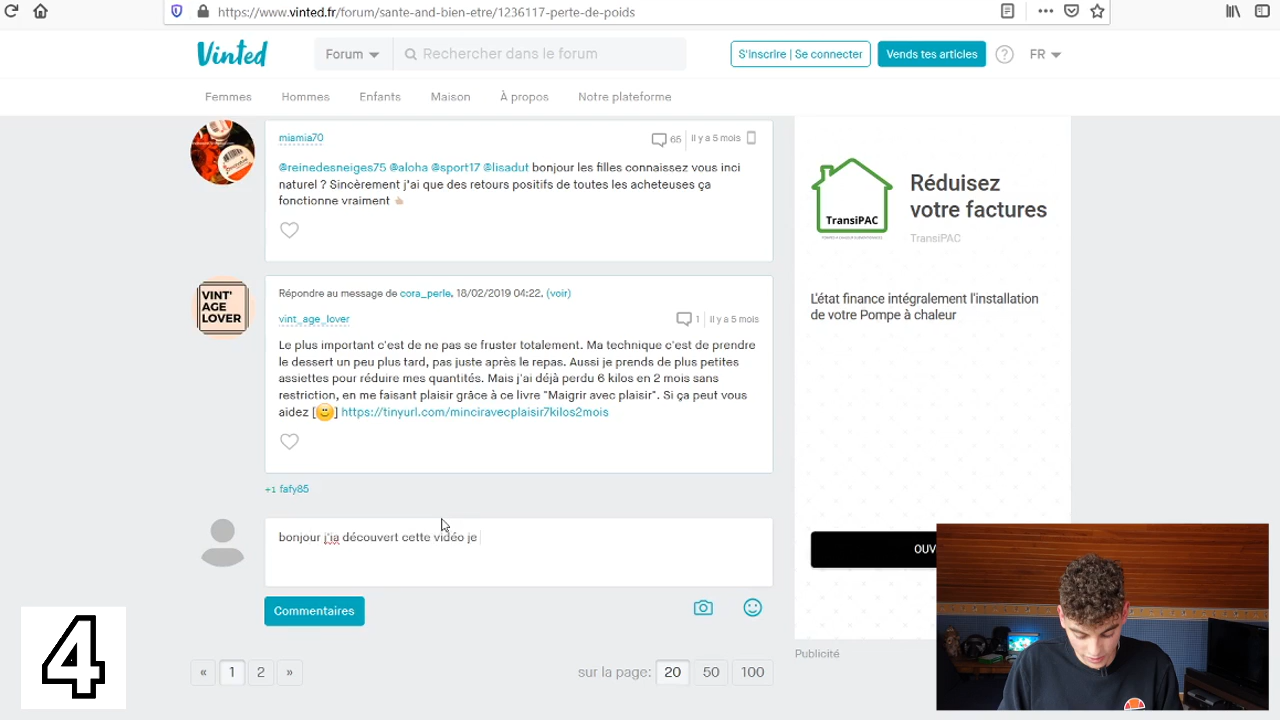 https://www.vinted.fr/forum/sante-and-bien-etre/1236117-perte-de-poids
Vinted
Forum
Rechercher dans le forum
S'inscrire | Se connecter
Vends tes articles
?
FR
Femmes
Hommes
Enfants
Maison
À propos
Notre plateforme
miamia70
65
Il y a 5 mois
@reinedesneiges75 @aloha @sport17 @lisadut bonjour les filles connaissez vous inci
naturel ? Sincèrement j'ai que des retours positifs de toutes les acheteuses ça
fonctionne vraiment
VINT'
AGE
LOVER
Répondre au message de cora_perle, 18/02/2019 04:22. (voir)
vint_age_lover
1
Il y a 5 mois
Le plus important c'est de ne pas se fruster totalement. Ma technique c'est de prendre
le dessert un peu plus tard, pas juste après le repas. Aussi je prends de plus petites
assiettes pour réduire mes quantités. Mais j'ai déjà perdu 6 kilos en 2 mois sans
restriction, en me faisant plaisir grâce à ce livre "Maigrir avec plaisir". Si ça peut vous
aidez [] https://tinyurl.com/minciravecplaisir7kilos2mois
+1 fafy85
bonjour j'ia découvert cette vidéo je
Commentaires
« 1 2 »
sur la page: 20 50 100
TransiPAC
Réduisez
votre factures
TransiPAC
L'état finance intégralement l'installation
de votre Pompe à chaleur
OUV
Publicité
4